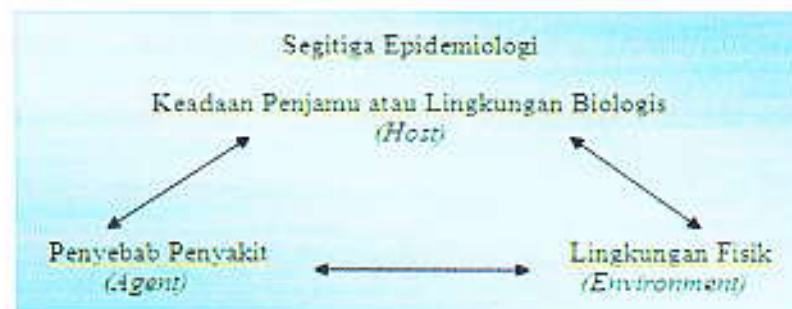 Segitiga Epidemiologi
Keadaan Penjamu atau Lingkungan Biologis
(Host)
Penyebab Penyakit
(Agent)
Lingkungan Fisik
(Environment)